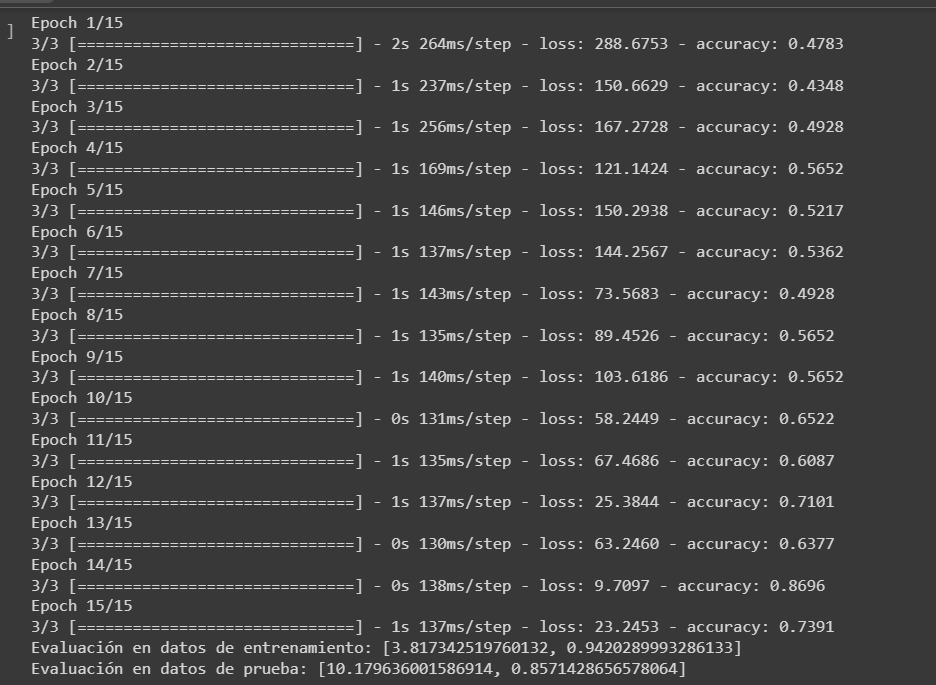 Epoch 1/15
3/3 [==============================] - 2s 264ms/step - loss: 288.6753 - accuracy: 0.4783
Epoch 2/15
3/3 [==============================] - 1s 237ms/step - loss: 150.6629 - accuracy: 0.4348
Epoch 3/15
3/3 [==============================] - 1s 256ms/step - loss: 167.2728 - accuracy: 0.4928
Epoch 4/15
3/3 [==============================] - 1s 169ms/step - loss: 121.1424 - accuracy: 0.5652
Epoch 5/15
3/3 [==============================] - 1s 146ms/step - loss: 150.2938 - accuracy: 0.5217
Epoch 6/15
3/3 [==============================] - 1s 137ms/step - loss: 144.2567 - accuracy: 0.5362
Epoch 7/15
3/3 [==============================] - 1s 143ms/step - loss: 73.5683 - accuracy: 0.4928
Epoch 8/15
3/3 [==============================] - 1s 135ms/step - loss: 89.4526 - accuracy: 0.5652
Epoch 9/15
3/3 [==============================] - 1s 140ms/step - loss: 103.6186 - accuracy: 0.5652
Epoch 10/15
3/3 [==============================] - 0s 131ms/step - loss: 58.2449 - accuracy: 0.6522
Epoch 11/15
3/3 [==============================] - 1s 135ms/step - loss: 67.4686 - accuracy: 0.6087
Epoch 12/15
3/3 [==============================] - 1s 137ms/step - loss: 25.3844 - accuracy: 0.7101
Epoch 13/15
3/3 [==============================] - 0s 130ms/step - loss: 63.2460 - accuracy: 0.6377
Epoch 14/15
3/3 [==============================] - 0s 138ms/step - loss: 9.7097 - accuracy: 0.8696
Epoch 15/15
3/3 [==============================] - 1s 137ms/step - loss: 23.2453 - accuracy: 0.7391
Evaluación en datos de entrenamiento: [3.817342519760132, 0.9420289993286133]
Evaluación en datos de prueba: [10.179636001586914, 0.8571428656578064]